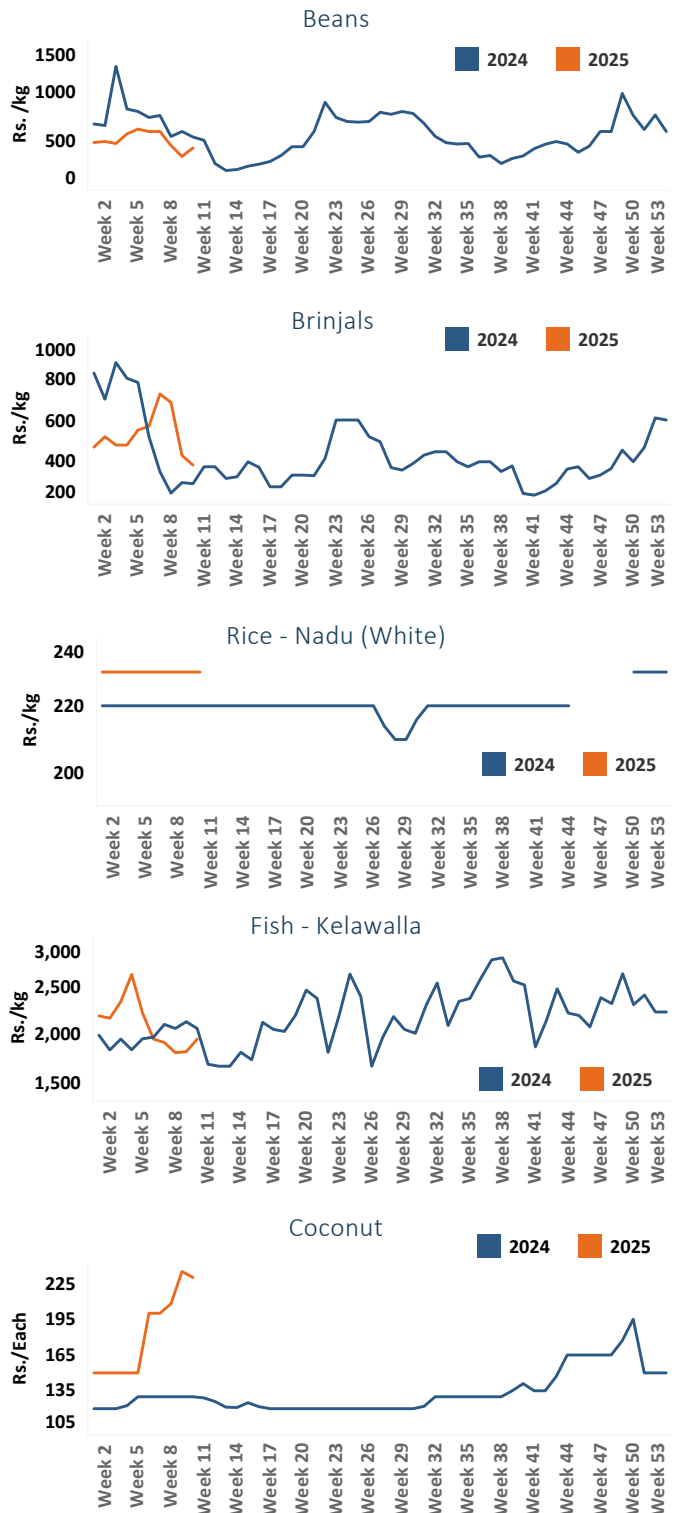 Beans
2024 2025
Rs. /kg
1500
1000
500
0
Week 2 Week 5 Week 8 Week 11 Week 14 Week 17 Week 20 Week 23 Week 26 Week 29 Week 32 Week 35 Week 38 Week 41 Week 44 Week 47 Week 50 Week 53
Brinjals
2024 2025
Rs./kg
1000
800
600
400
200
Week 2 Week 5 Week 8 Week 11 Week 14 Week 17 Week 20 Week 23 Week 26 Week 29 Week 32 Week 35 Week 38 Week 41 Week 44 Week 47 Week 50 Week 53
Rice - Nadu (White)
Rs./kg
240
220
200
2024 2025
Week 2 Week 5 Week 8 Week 11 Week 14 Week 17 Week 20 Week 23 Week 26 Week 29 Week 32 Week 35 Week 38 Week 41 Week 44 Week 47 Week 50 Week 53
Fish - Kelawalla
Rs./kg
3,000
2,500
2,000
1,500
2024 2025
Week 2 Week 5 Week 8 Week 11 Week 14 Week 17 Week 20 Week 23 Week 26 Week 29 Week 32 Week 35 Week 38 Week 41 Week 44 Week 47 Week 50 Week 53
Coconut
2024 2025
Rs./Each
225
195
165
135
105
Week 2 Week 5 Week 8 Week 11 Week 14 Week 17 Week 20 Week 23 Week 26 Week 29 Week 32 Week 35 Week 38 Week 41 Week 44 Week 47 Week 50 Week 53